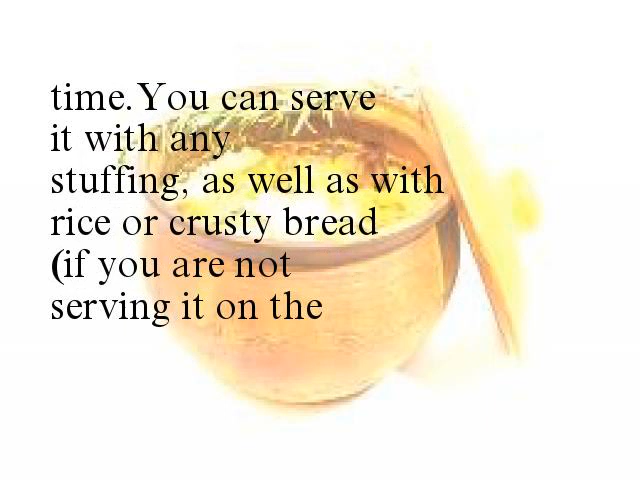 time.You can serve
it with any
stuffing, as well as with
rice or crusty bread
(if you are not
serving it on the